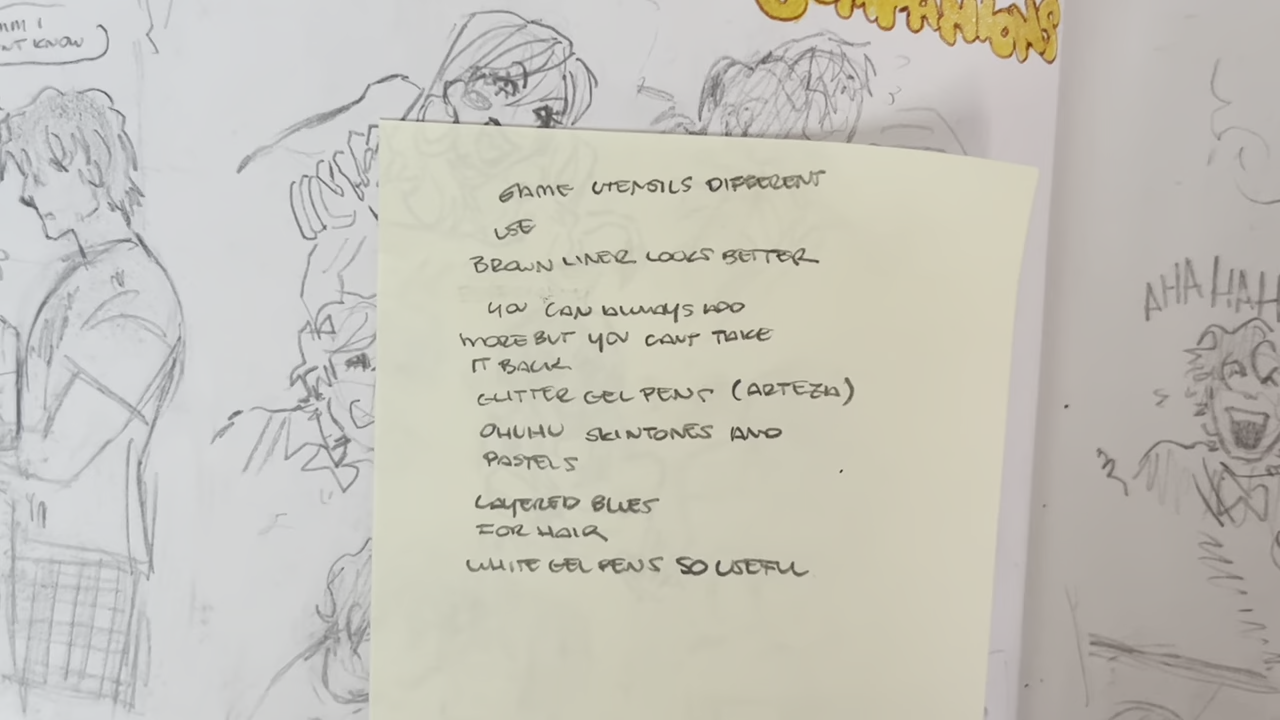 MM I
NT KNOW
COMPANIONS
SAME UTENSILS DIFFERENT
USE
BROWN LINER LOOKS BETTER
YOU CAN ALWAYS ADD
MORE BUT YOU CANT TAKE
IT BACK
GLITTER GEL PENS (ARTEZA)
OHUHU SKINTONES AND
PASTELS
LAYERED BLUES
FOR HAIR
WHITE GEL PENS SO USEFUL
AHA HAH